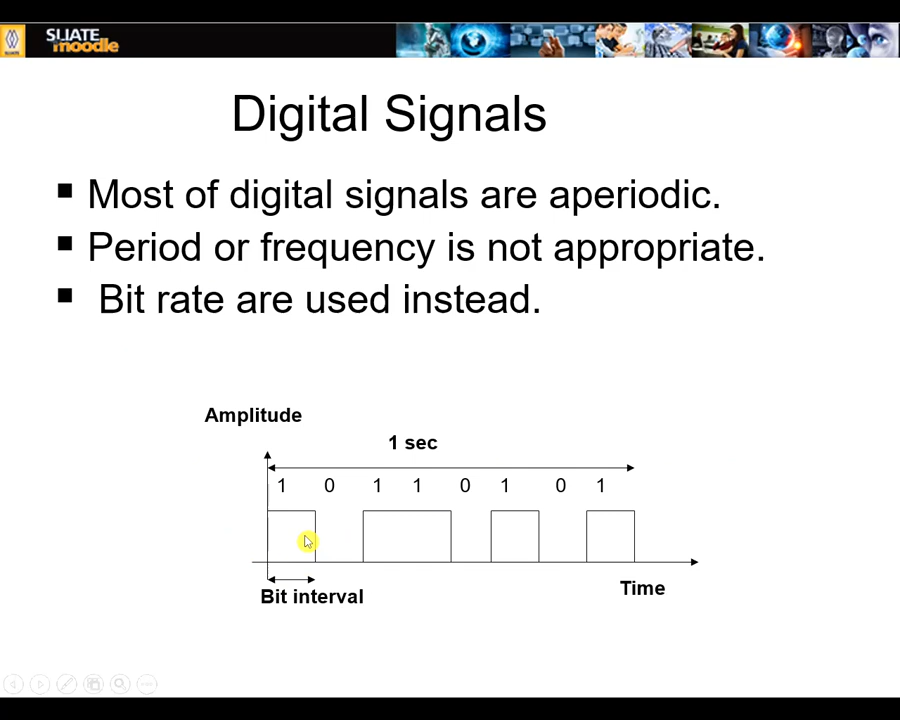 SLIATE
moodle
Digital Signals
Most of digital signals are aperiodic.
Period or frequency is not appropriate.
Bit rate are used instead.
Amplitude
1 sec
1 0 1 1 0 1 0 1
Time
Bit interval